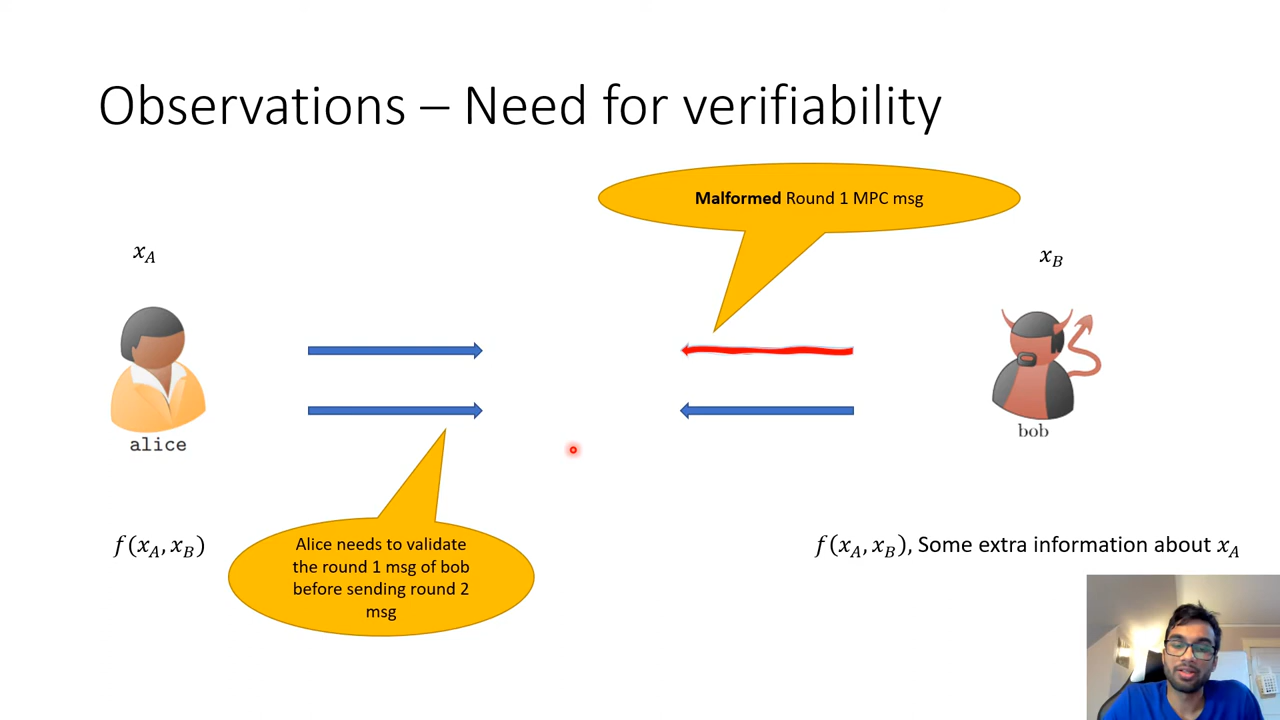 Observations – Need for verifiability
Malformed Round 1 MPC msg
x_A
x_B
alice
bob
f(x_A, x_B)
Alice needs to validate
the round 1 msg of bob
before sending round 2
msg
f(x_A, x_B), Some extra information about x_A